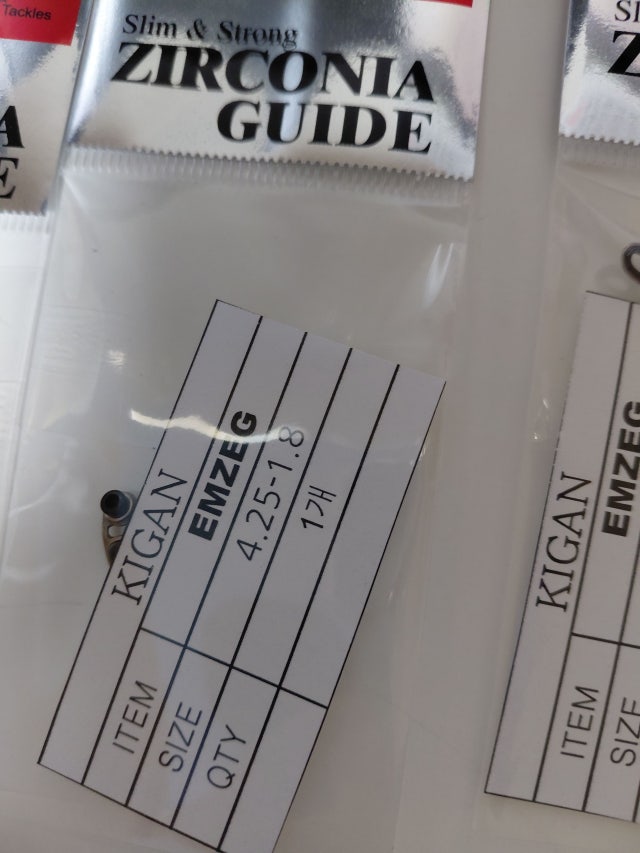 Tackles
Slim & Strong
ZIRCONIA
GUIDE
KIGAN
ITEM EMZEG
SIZE 4.25-1.8
QTY 1개
KIGAN
ITEM EMZEG
SIZE